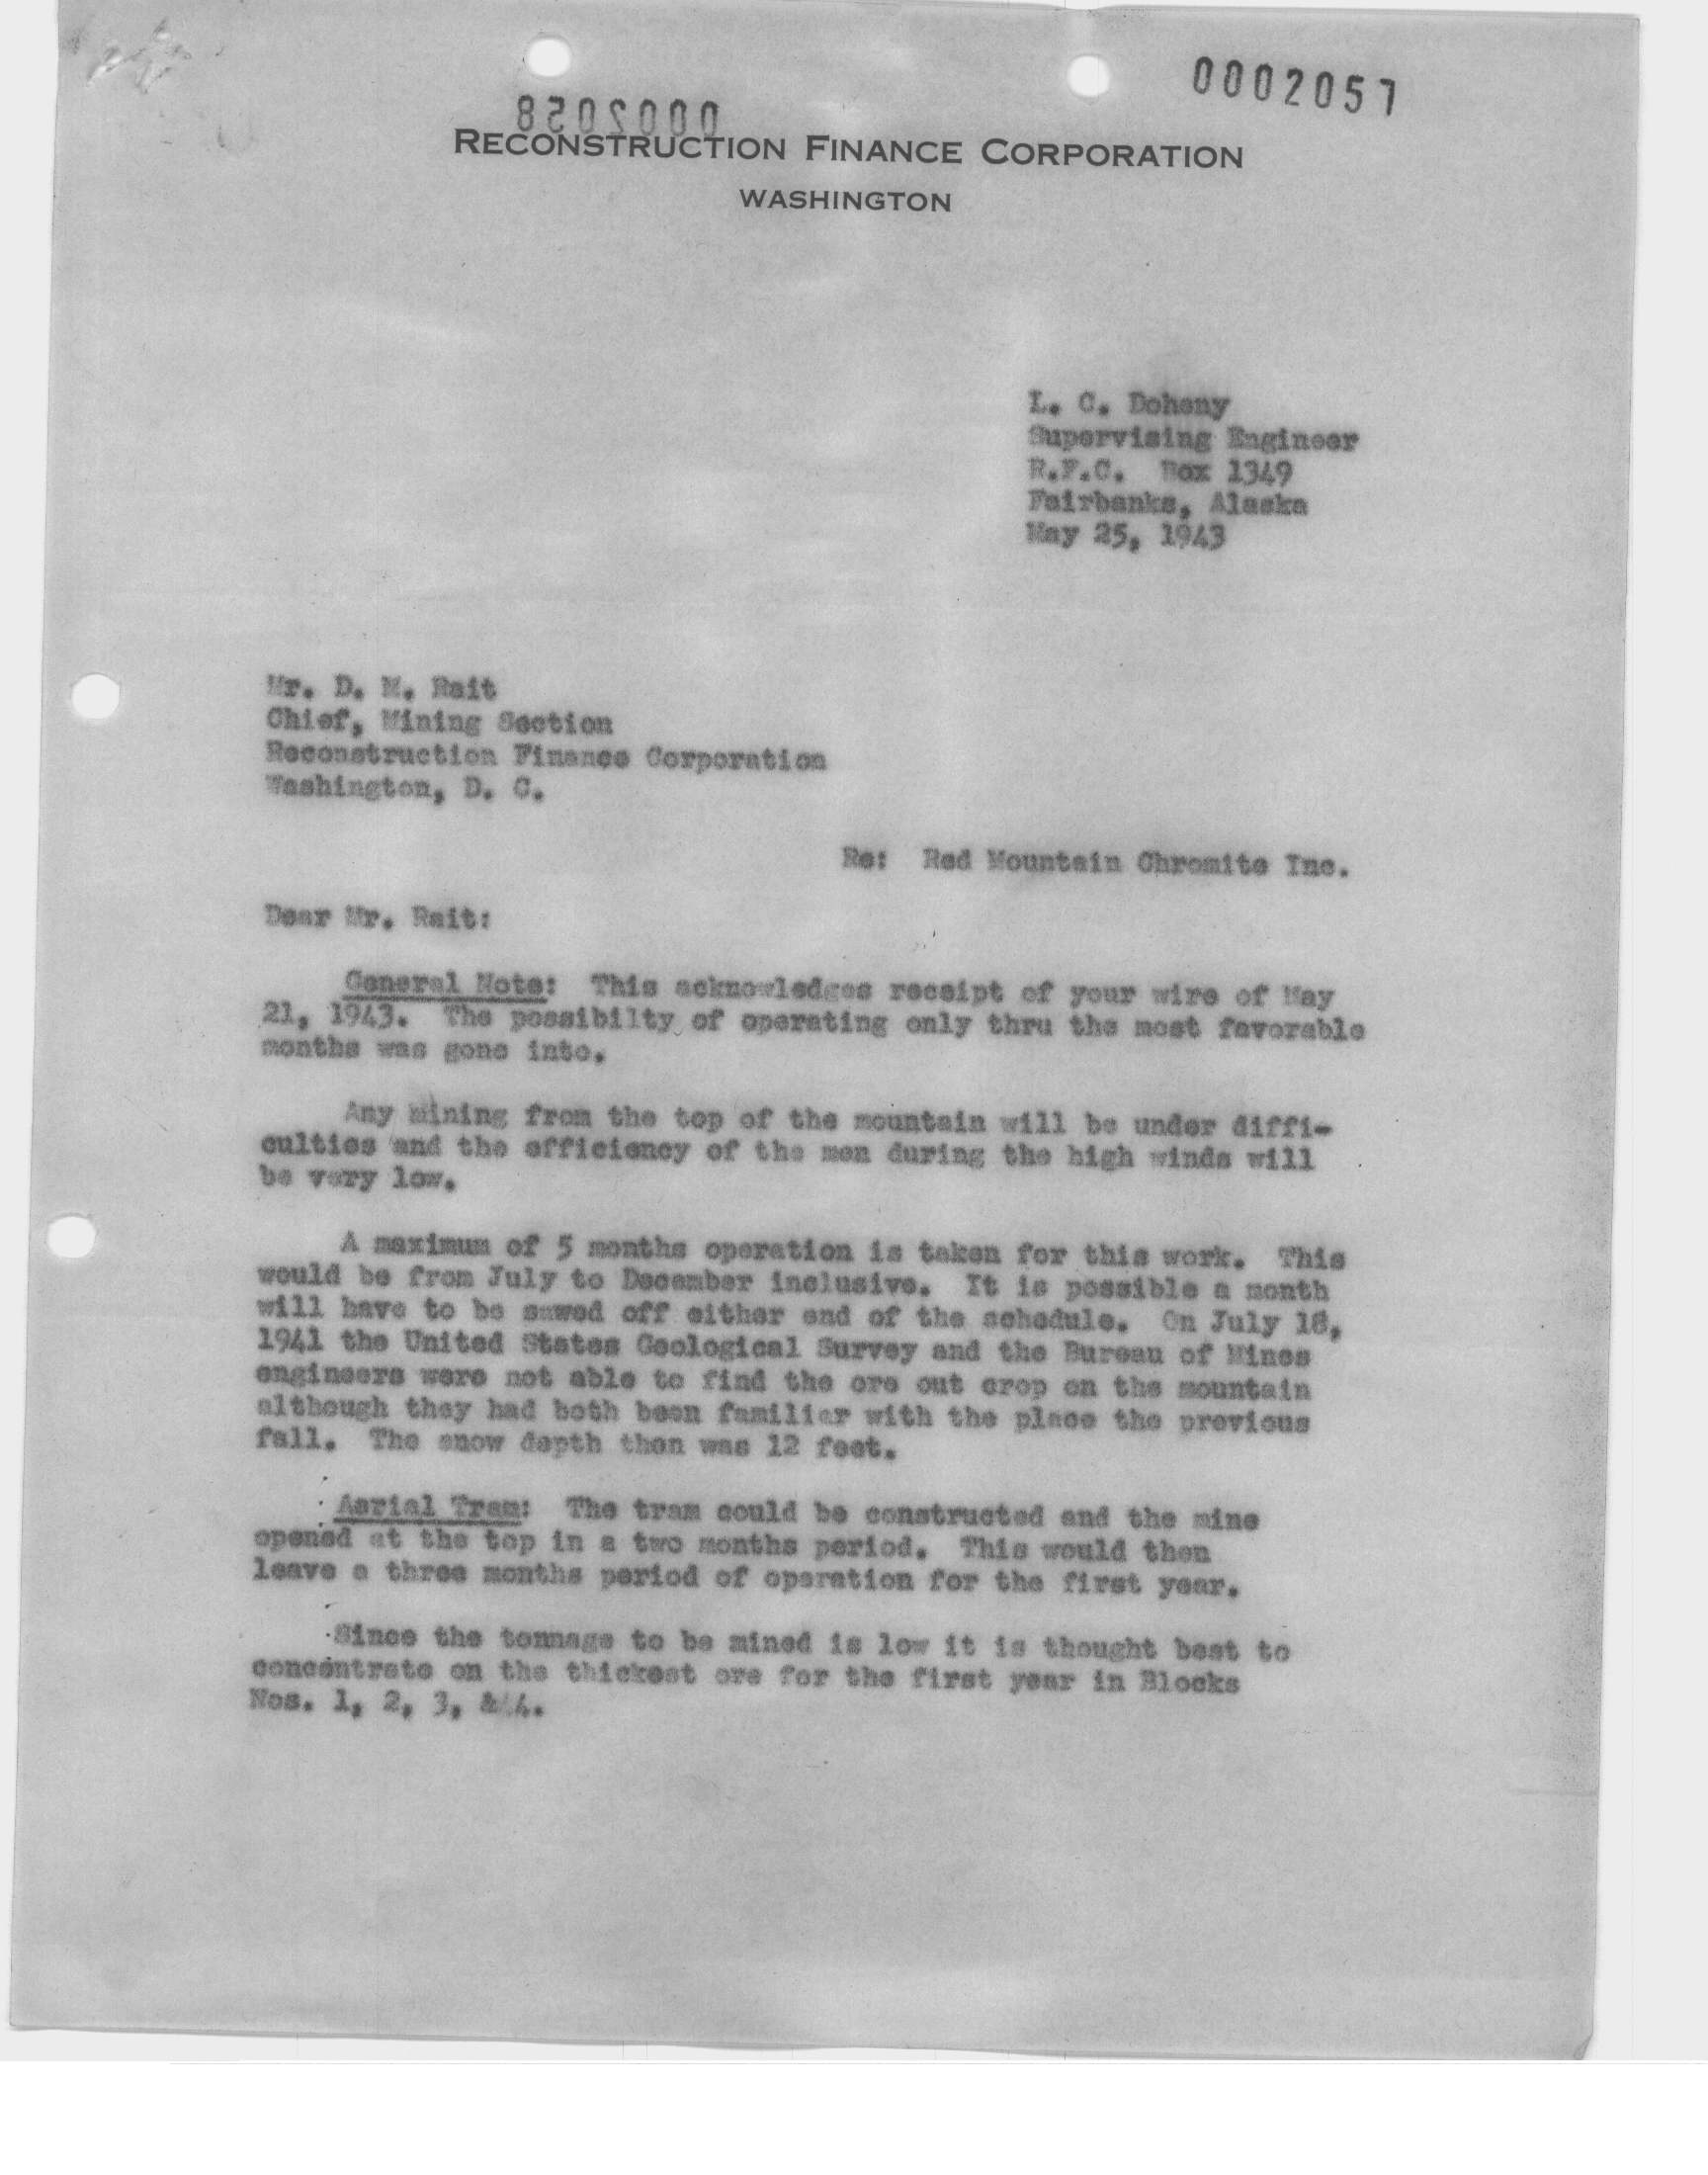 0002057
0002058
RECONSTRUCTION FINANCE CORPORATION
WASHINGTON
L. C. Doheny
Supervising Engineer
R.F.C. Box 1349
Fairbanks, Alaska
May 25, 1943
Mr. D. M. Rait
Chief, Mining Section
Reconstruction Finance Corporation
Washington, D. C.
Re: Red Mountain Chromite Inc.
Dear Mr. Rait:
General Note: This acknowledges receipt of your wire of May
21, 1943. The possibilty of operating only thru the most favorable
months was gone into.
Any mining from the top of the mountain will be under diffi-
culties and the efficiency of the men during the high winds will
be very low.
A maximum of 5 months operation is taken for this work. This
would be from July to December inclusive. It is possible a month
will have to be sawed off either end of the schedule. On July 18,
1941 the United States Geological Survey and the Bureau of Mines
engineers were not able to find the ore out crop on the mountain
although they had both been familiar with the place the previous
fall. The snow depth then was 12 feet.
Aerial Tram: The tram could be constructed and the mine
opened at the top in a two months period. This would then
leave a three months period of operation for the first year.
Since the tonnage to be mined is low it is thought best to
concentrate on the thickest ore for the first year in Blocks
Nos. 1, 2, 3, & 4.